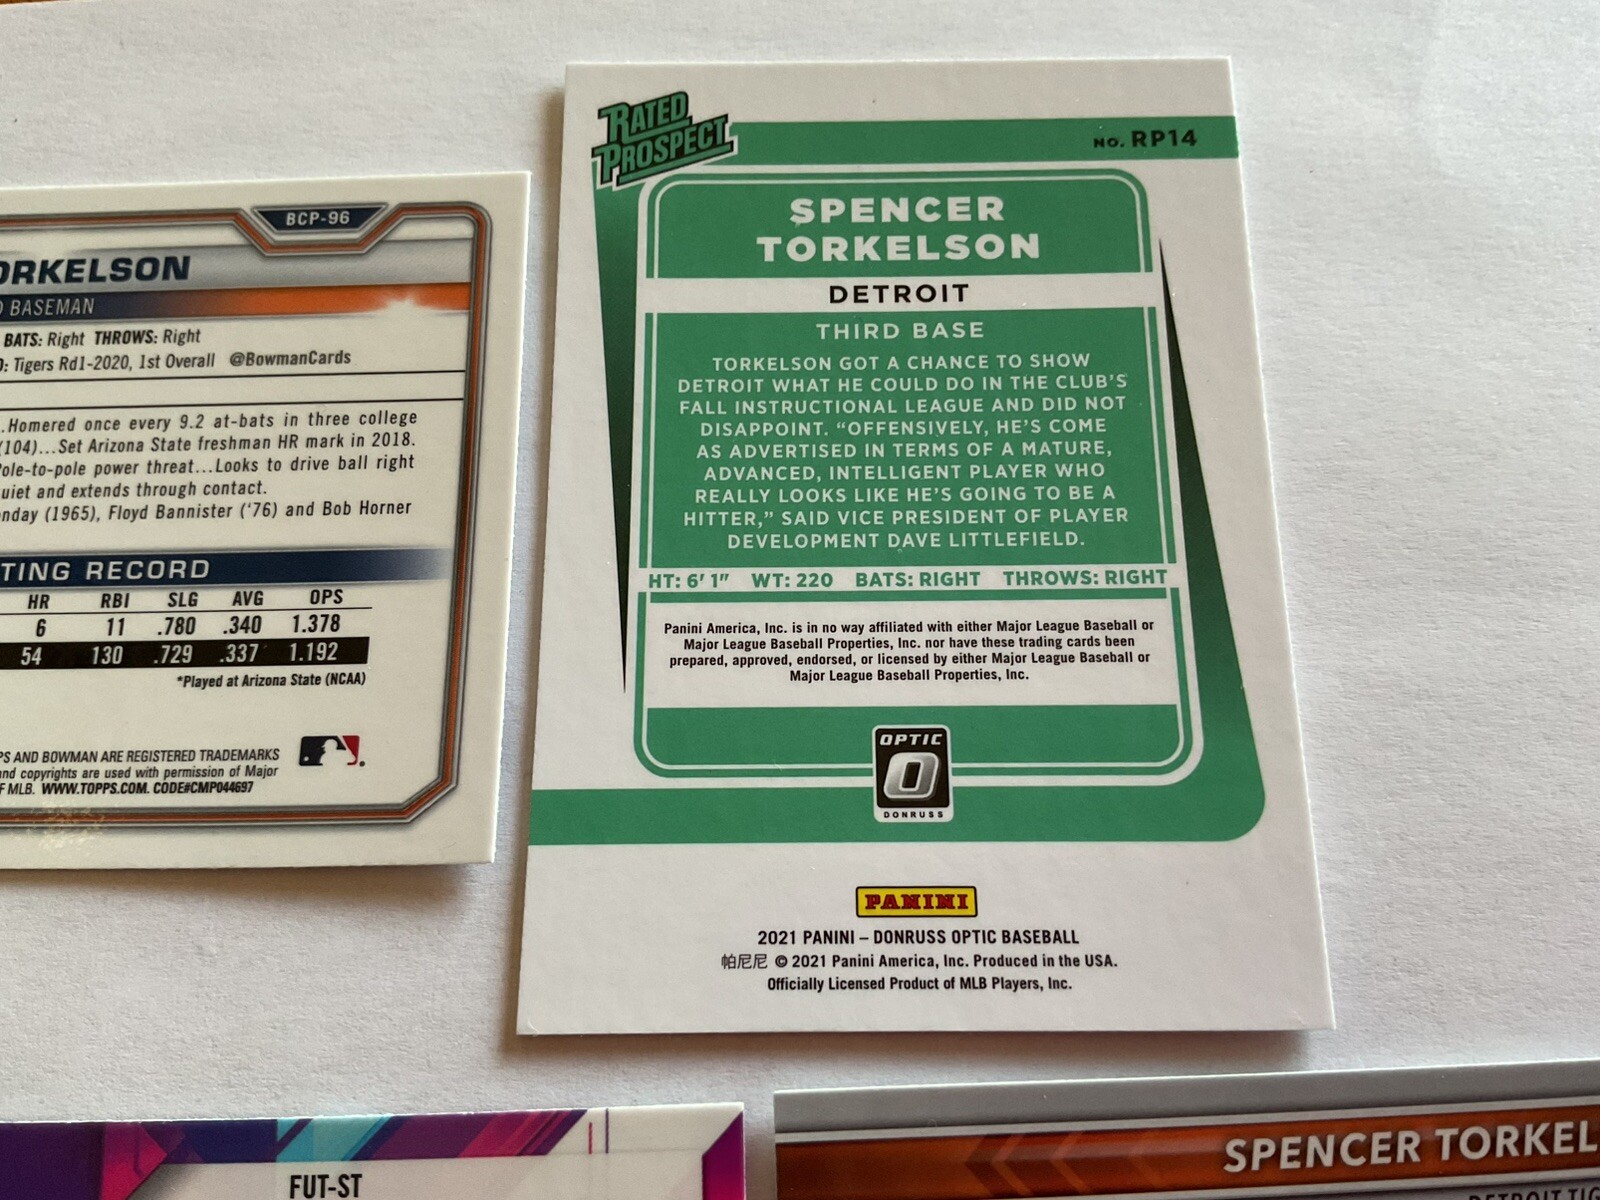 BCP-96
ORKELSON
BASEMAN
BATS: Right THROWS: Right
: Tigers Rd1-2020, 1st Overall @BowmanCards
.Homered once every 9.2 at-bats in three college
(104)...Set Arizona State freshman HR mark in 2018.
ole-to-pole power threat...Looks to drive ball right
uiet and extends through contact.
nday (1965), Floyd Bannister ('76) and Bob Horner
TING RECORD
HR RBI SLG AVG OPS
6 11 .780 .340 1.378
54 130 .729 .337 1.192
*Played at Arizona State (NCAA)
PS AND BOWMAN ARE REGISTERED TRADEMARKS
and copyrights are used with permission of Major
F MLB. WWW.TOPPS.COM. CODE#CMP044697
RATED
PROSPECT
NO. RP14
SPENCER
TORKELSON
DETROIT
THIRD BASE
TORKELSON GOT A CHANCE TO SHOW
DETROIT WHAT HE COULD DO IN THE CLUB'S
FALL INSTRUCTIONAL LEAGUE AND DID NOT
DISAPPOINT. “OFFENSIVELY, HE'S COME
AS ADVERTISED IN TERMS OF A MATURE,
ADVANCED, INTELLIGENT PLAYER WHO
REALLY LOOKS LIKE HE'S GOING TO BE A
HITTER,” SAID VICE PRESIDENT OF PLAYER
DEVELOPMENT DAVE LITTLEFIELD.
HT: 6' 1" WT: 220 BATS: RIGHT THROWS: RIGHT
Panini America, Inc. is in no way affiliated with either Major League Baseball or
Major League Baseball Properties, Inc. nor have these trading cards been
prepared, approved, endorsed, or licensed by either Major League Baseball or
Major League Baseball Properties, Inc.
OPTIC
O
DONRUSS
PANINI
2021 PANINI – DONRUSS OPTIC BASEBALL
帕尼尼 © 2021 Panini America, Inc. Produced in the USA.
Officially Licensed Product of MLB Players, Inc.
FUT-ST
SPENCER TORKEL
DETROIT TIG